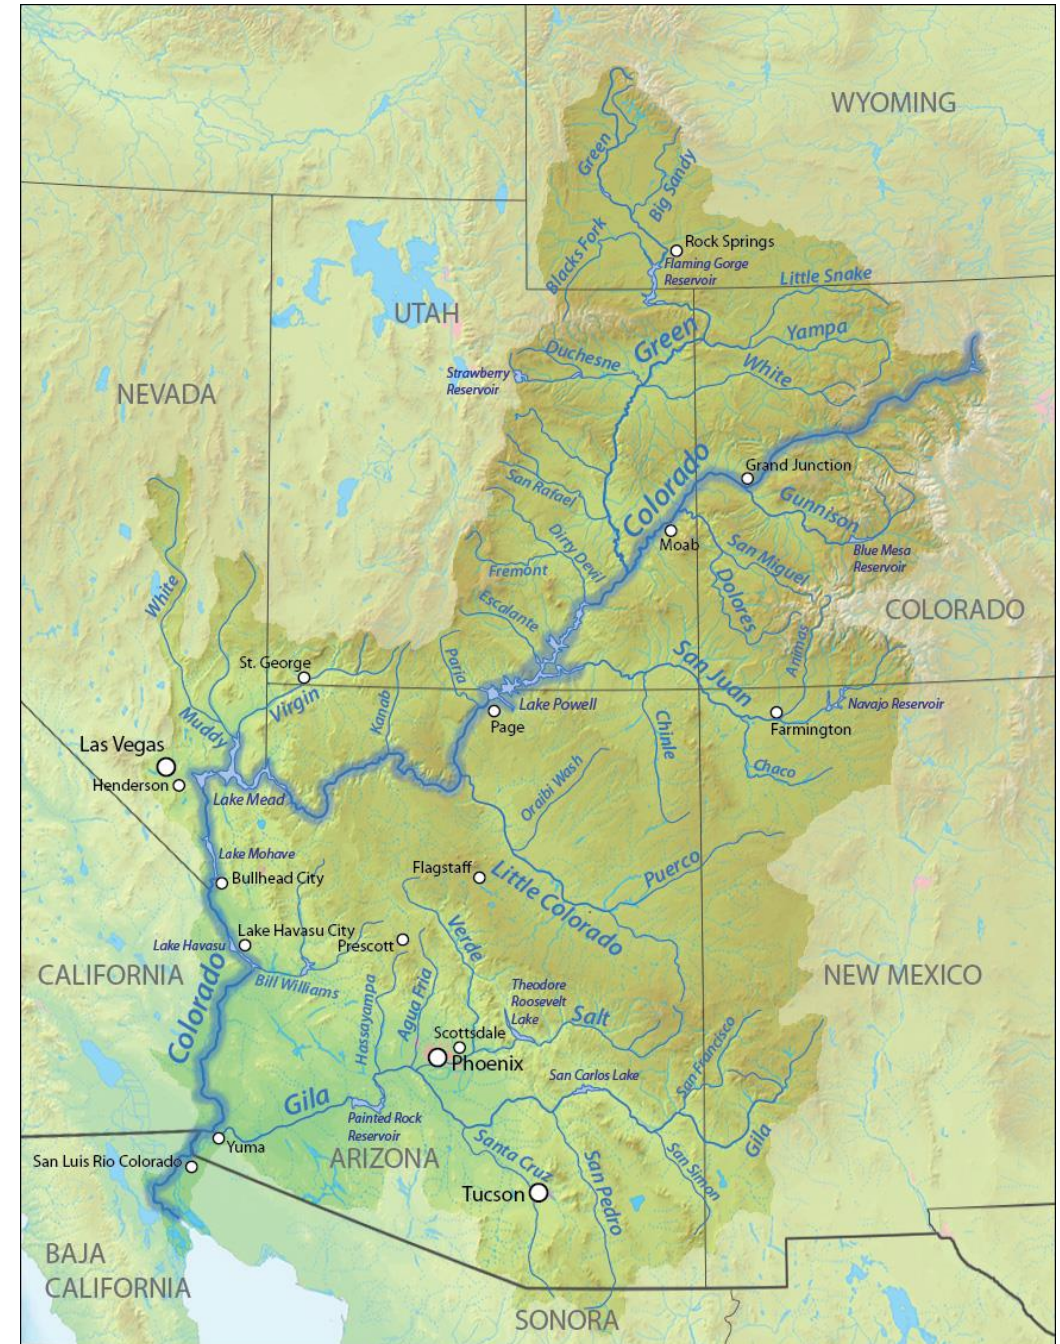 WYOMING
Green
Big Sandy
Blacks Fork
Rock Springs
Flaming Gorge
Reservoir
Little Snake
UTAH
Green
Yampa
Duchesne
White
Strawberry
Reservoir
NEVADA
Colorado
Grand Junction
San Rafael
Gunnison
Dirty Devil
Moab
San Miguel
Blue Mesa
Reservoir
Fremont
White
Dolores
Escalante
COLORADO
Animas
Paria
San Juan
St. George
Virgin
Kanab
Lake Powell
Navajo Reservoir
Muddy
Page
Chinle
Farmington
Las Vegas
Henderson
Chaco
Oraibi Wash
Lake Mead
Lake Mohave
Bullhead City
Flagstaff
Puerco
Little Colorado
Lake Havasu City
Prescott
Lake Havasu
Verde
CALIFORNIA
NEW MEXICO
Bill Williams
Colorado
Hassayampa
Agua Fria
Theodore
Roosevelt
Lake
Salt
Scottsdale
Phoenix
San Francisco
San Carlos Lake
Gila
Painted Rock
Reservoir
Yuma
ARIZONA
Santa Cruz
San Pedro
San Simon
Gila
San Luis Rio Colorado
Tucson
BAJA
CALIFORNIA
SONORA